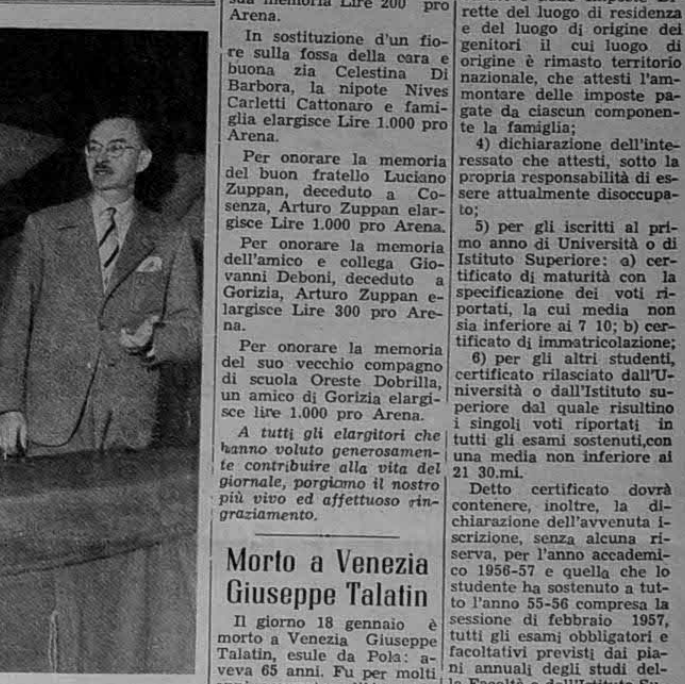 sua memoria Lire 200 pro
Arena.
In sostituzione d'un fio-
re sulla fossa della cara e
buona zia Celestina Di
Barbora, la nipote Nives
Carletti Cattonaro e fami-
glia elargisce Lire 1.000 pro
Arena.
Per onorare la memoria
del buon fratello Luciano
Zuppan, deceduto a Co-
senza, Arturo Zuppan elar-
gisce Lire 1.000 pro Arena.
Per onorare la memoria
dell'amico e collega Gio-
vanni Deboni, deceduto a
Gorizia, Arturo Zuppan e-
largisce Lire 300 pro Are-
na.
Per onorare la memoria
del suo vecchio compagno
di scuola Oreste Dobrilla,
un amico di Gorizia elargi-
sce lire 1.000 pro Arena.
A tutti gli elargitori che
hanno voluto generosamen-
te contribuire alla vita del
giornale, porgiamo il nostro
più vivo ed affettuoso rin-
graziamento.
Morto a Venezia
Giuseppe Talatin
Il giorno 18 gennaio è
morto a Venezia Giuseppe
Talatin, esule da Pola: a-
veva 65 anni. Fu per molti
rette del luogo di residenza
e del luogo di origine dei
genitori il cui luogo di
origine è rimasto territorio
nazionale, che attesti l'am-
montare delle imposte pa-
gate da ciascun componen-
te la famiglia;
4) dichiarazione dell'inte-
ressato che attesti, sotto la
propria responsabilità di es-
sere attualmente disoccupa-
to;
5) per gli iscritti al pri-
mo anno di Università o di
Istituto Superiore: a) cer-
tificato di maturità con la
specificazione dei voti ri-
portati, la cui media non
sia inferiore ai 7 10; b) cer-
tificato di immatricolazione;
6) per gli altri studenti,
certificato rilasciato dall'U-
niversità o dall'Istituto su-
periore dal quale risultino
i singoli voti riportati in
tutti gli esami sostenuti,con
una media non inferiore ai
21 30.mi.
Detto certificato dovrà
contenere, inoltre, la di-
chiarazione dell'avvenuta i-
scrizione, senza alcuna ri-
serva, per l'anno accademi-
co 1956-57 e quella che lo
studente ha sostenuto a tut-
to l'anno 55-56 compresa la
sessione di febbraio 1957,
tutti gli esami obbligatori e
facoltativi previsti dai pia-
ni annuali degli studi del-
la Facoltà o dell'Istituto Su-